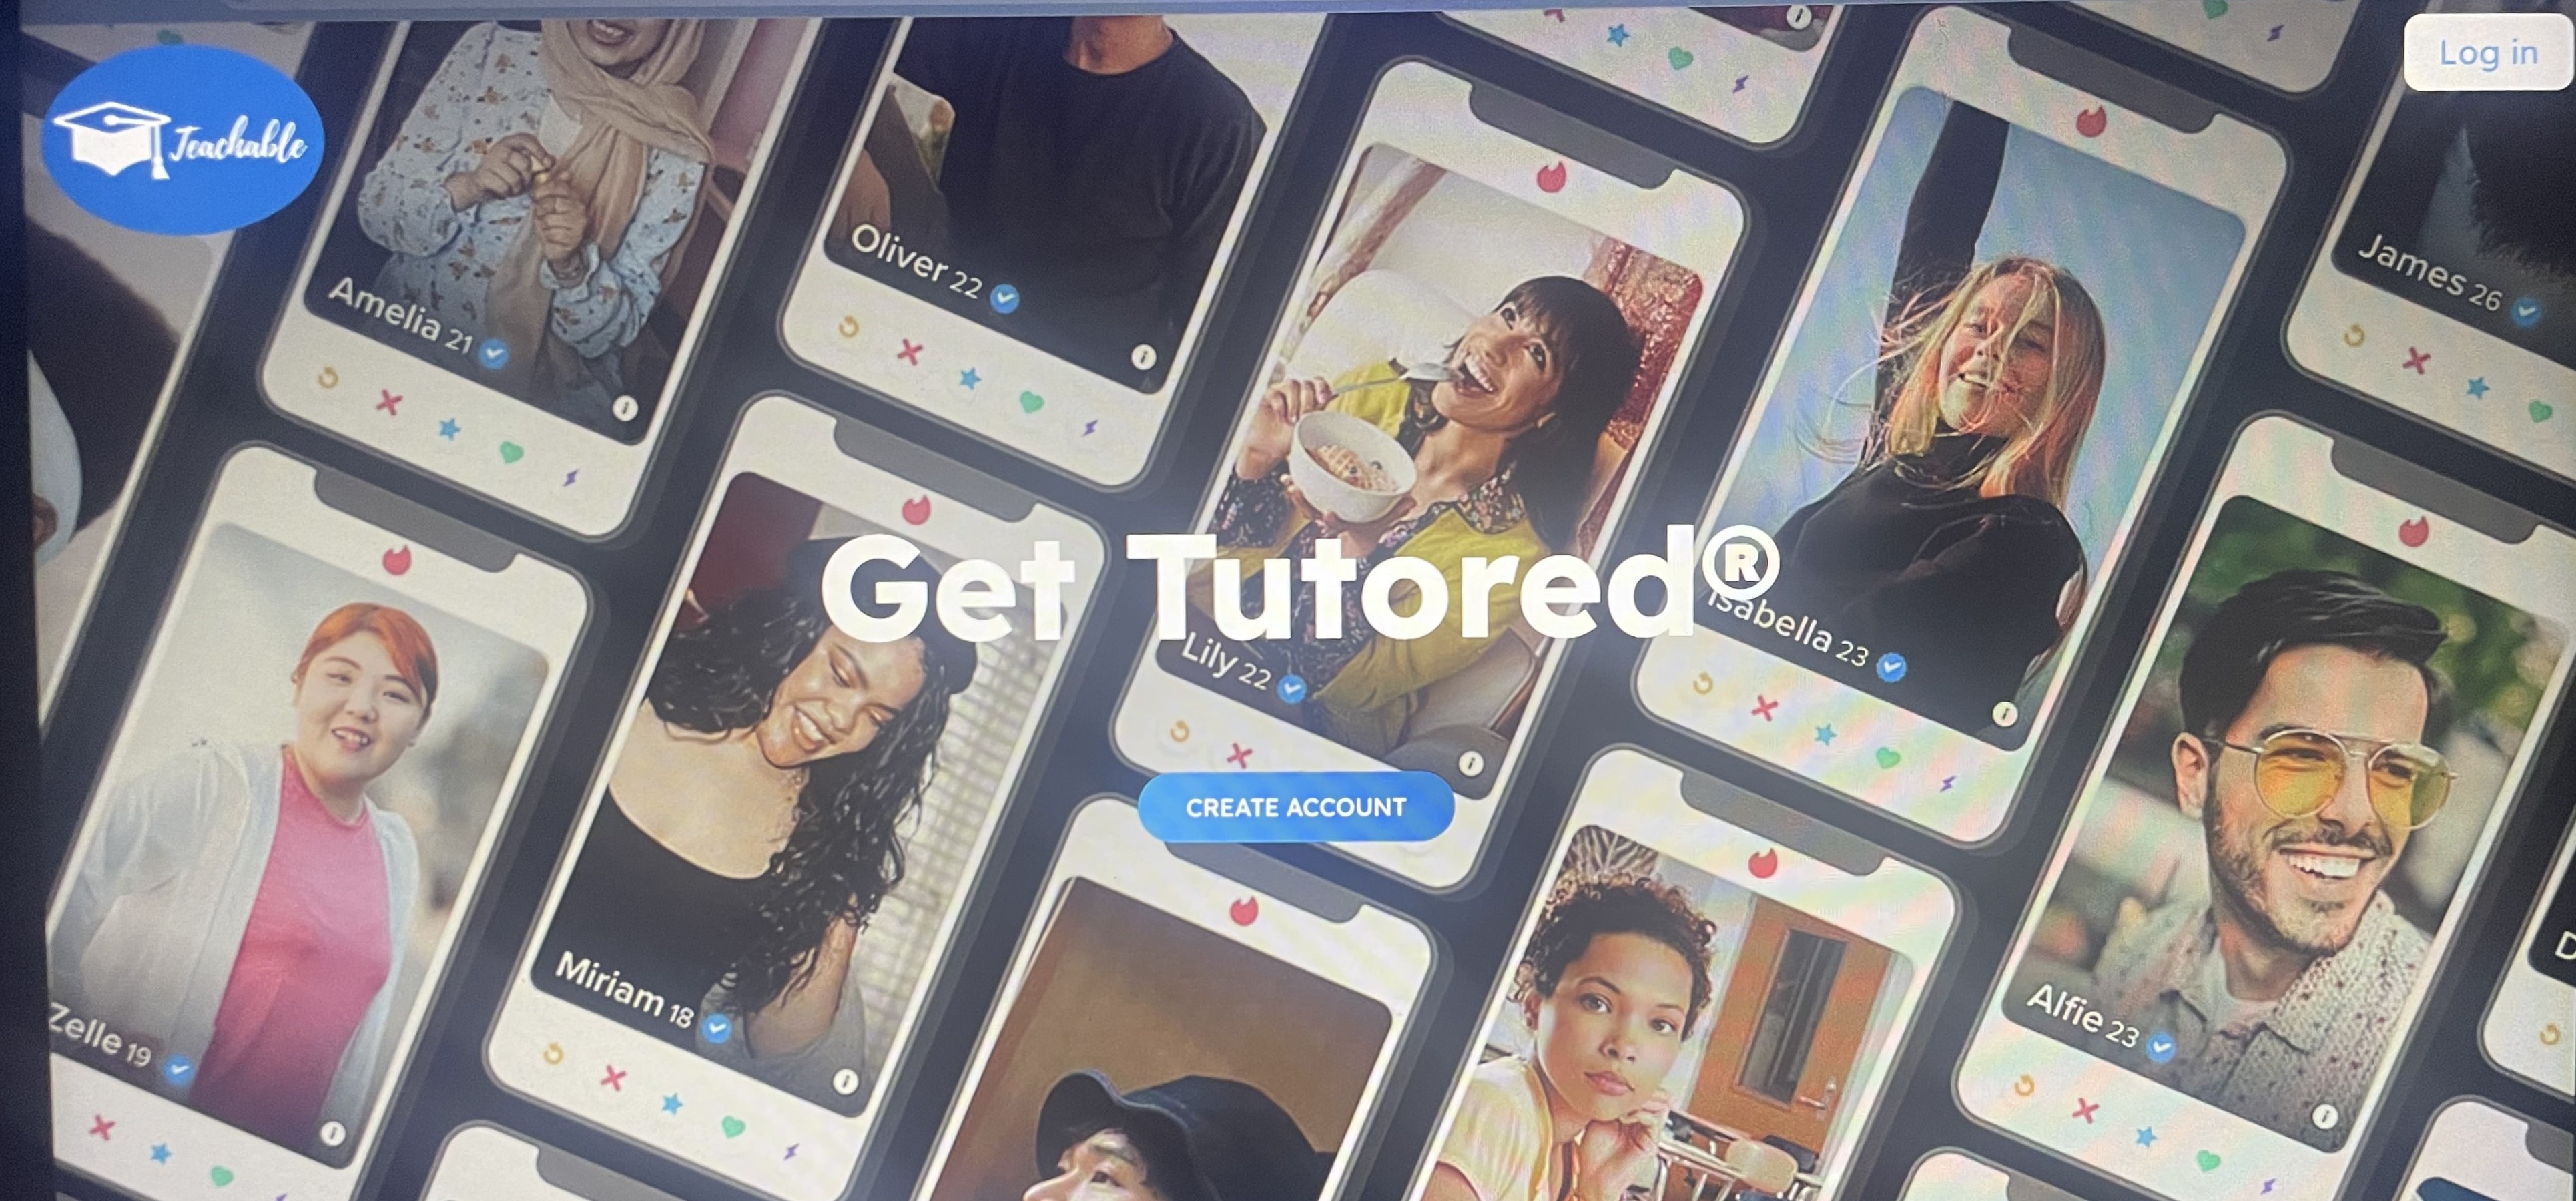 Teachable
Log in
Amelia 21
Oliver 22
James 26
Get Tutored®
Lily 22
Isabella 23
CREATE ACCOUNT
Zelle 19
Miriam 18
Alfie 23